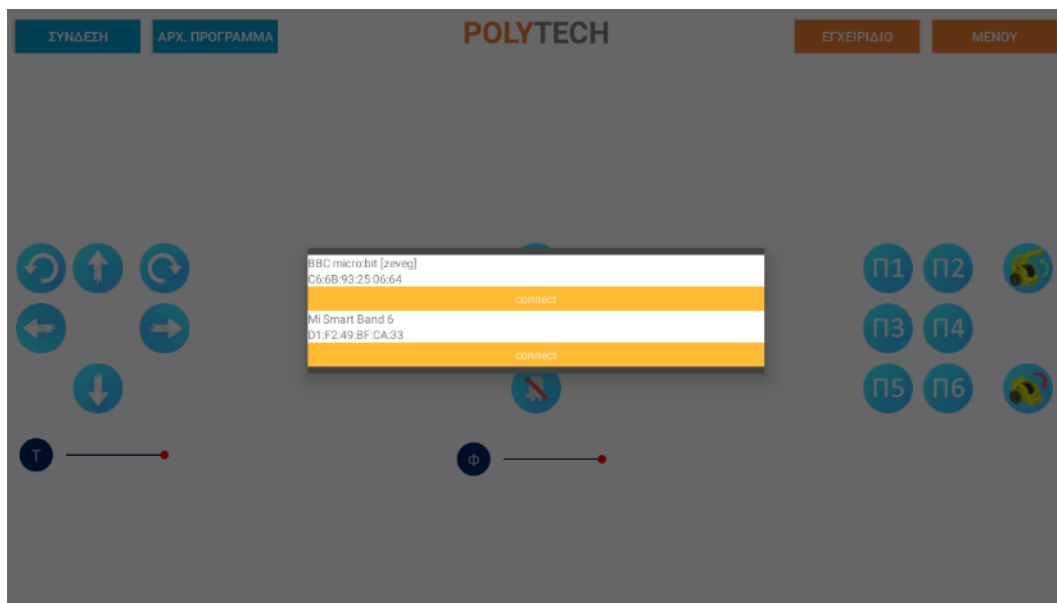 ΣΥΝΔΕΣΗ
ΑΡΧ. ΠΡΟΓΡΑΜΜΑ
POLYTECH
ΕΓΧΕΙΡΙΔΙΟ
ΜΕΝΟΥ
BBC micro:bit [zeveg]
C6:6B:93:25:06:64
connect
Mi Smart Band 6
D1:F2:49:BF:CA:33
connect
Π1 Π2
Π3 Π4
Π5 Π6
Τ
Φ